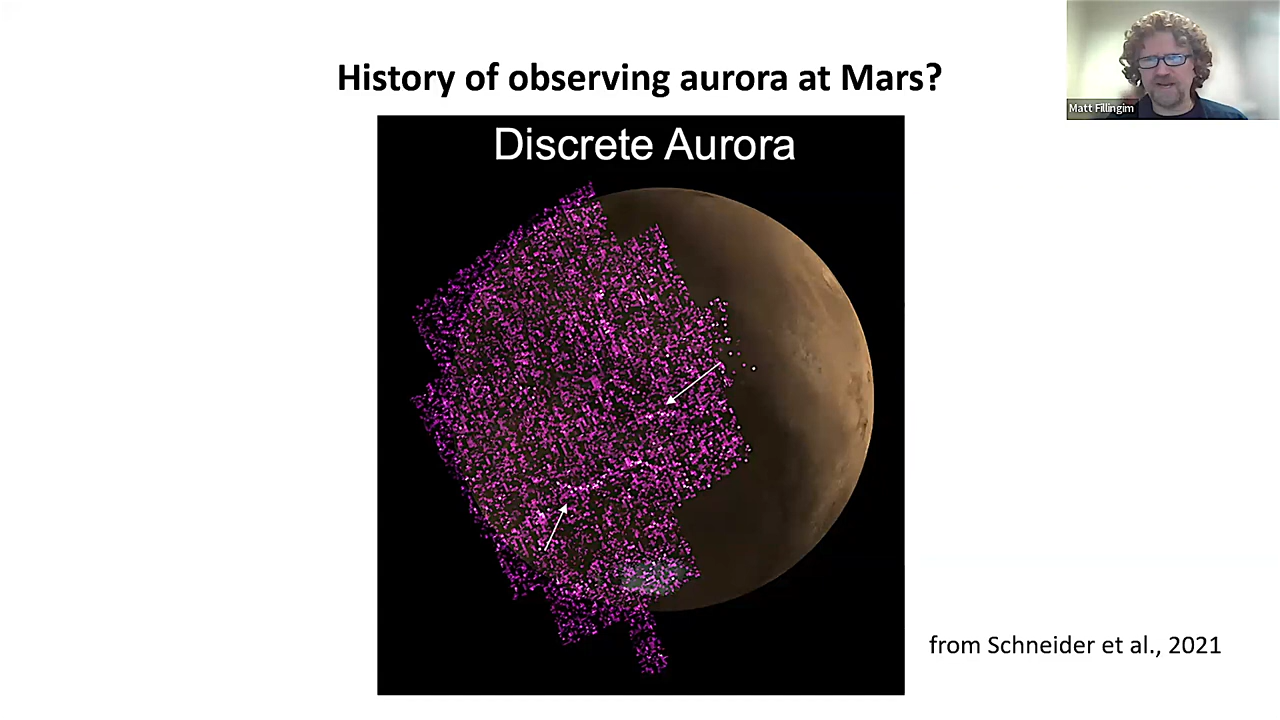 History of observing aurora at Mars?
Matt Fillingim
Discrete Aurora
from Schneider et al., 2021